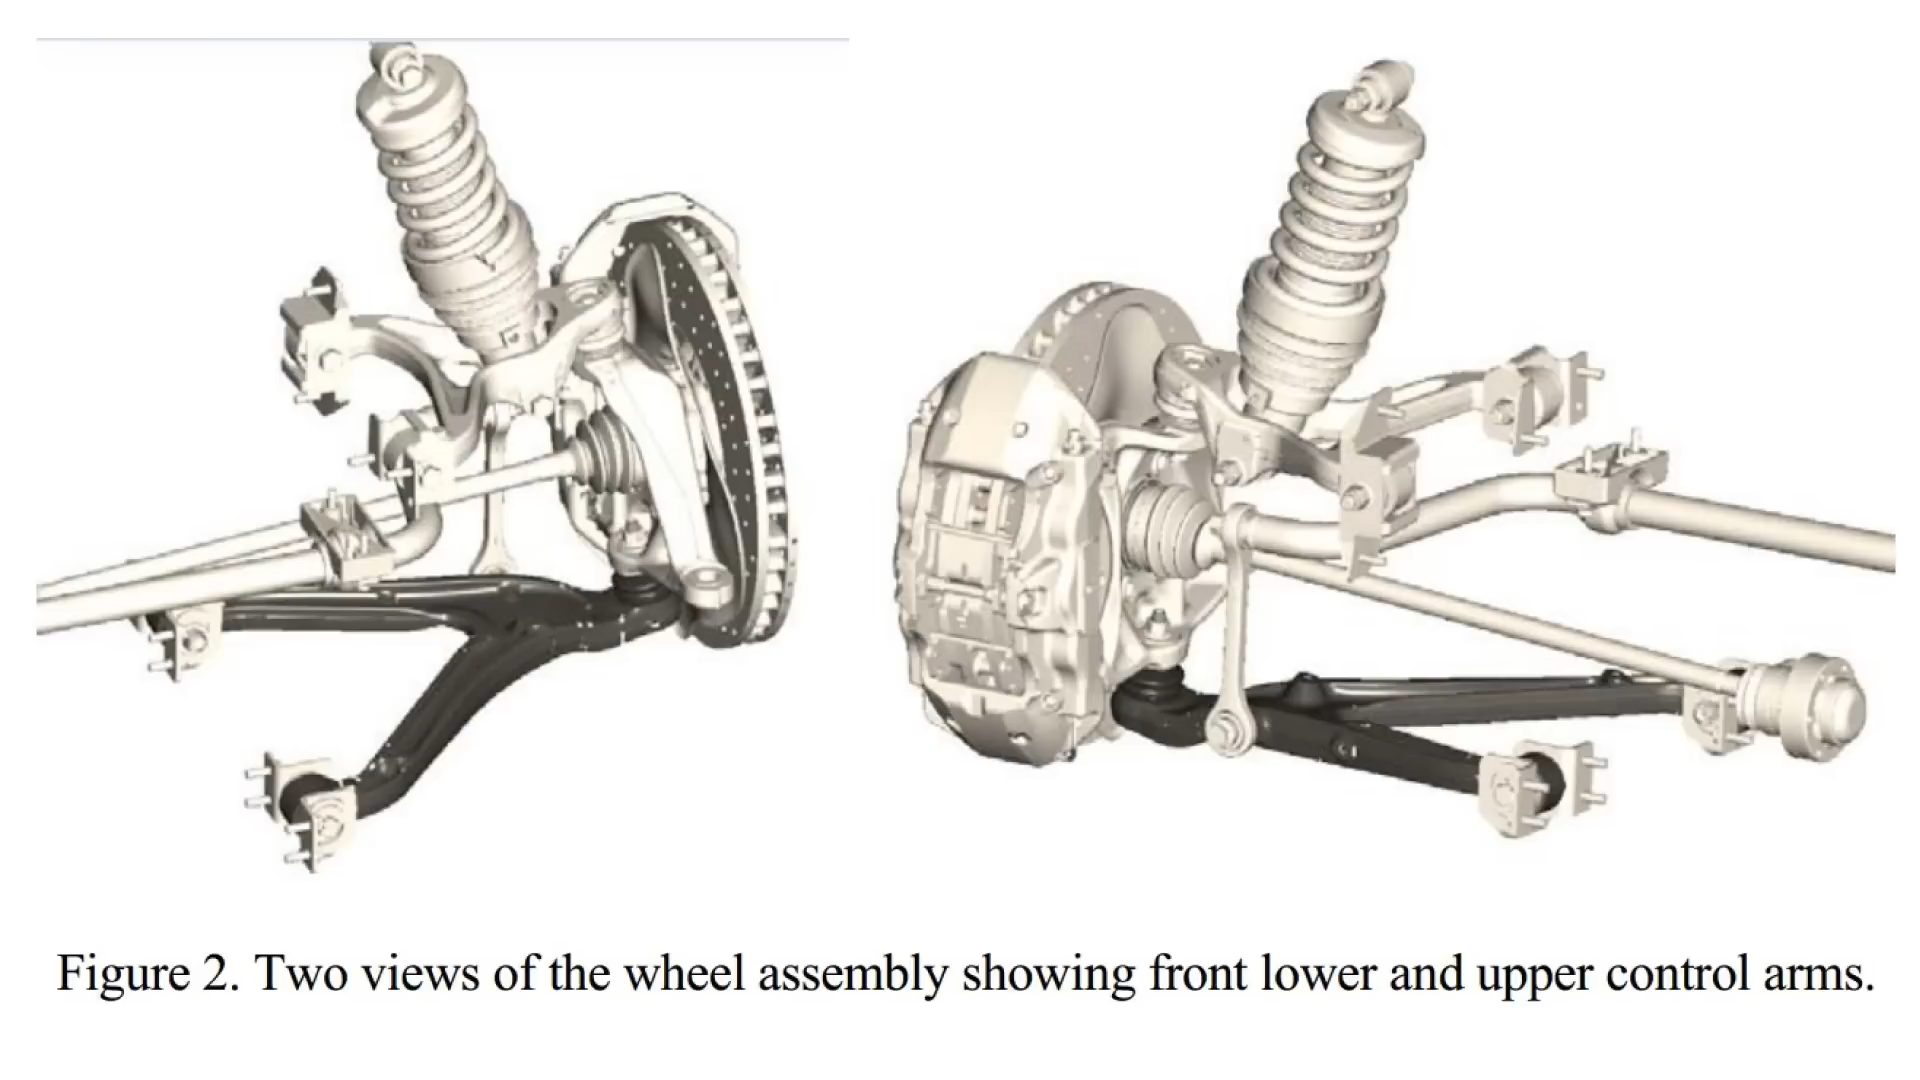 Figure 2. Two views of the wheel assembly showing front lower and upper control arms.